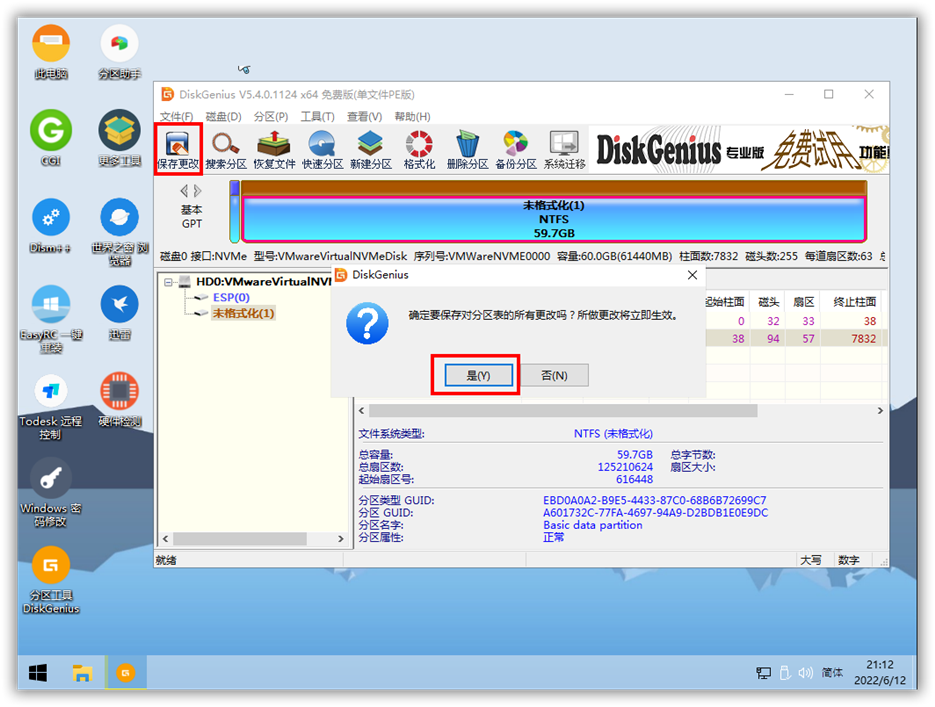 此电脑
分区助手
CGI
更多工具
Dism++
世界之窗 浏
览器
EasyRC 一键
重装
迅雷
Todesk 远程
控制
硬件检测
Windows 密
码修改
分区工具
DiskGenius
DiskGenius V5.4.0.1124 x64 免费版(单文件PE版)
文件(F) 磁盘(D) 分区(P) 工具(T) 查看(V) 帮助(H)
保存更改 搜索分区 恢复文件 快速分区 新建分区 格式化 删除分区 备份分区 系统迁移
DiskGenius 专业版 免费试用 功能
基本
GPT
未格式化(1)
NTFS
59.7GB
磁盘0 接口:NVMe 型号:VMwareVirtualNVMeDisk 序列号:VMWareNVME0000 容量:60.0GB(61440MB) 柱面数:7832 磁头数:255 每道扇区数:63
HD0:VMwareVirtualNVM
ESP(0)
未格式化(1)
DiskGenius
确定要保存对分区表的所有更改吗？所做更改将立即生效。
是(Y) 否(N)
起始柱面 磁头 扇区 终止柱面
0 32 33 38
38 94 57 7832
文件系统类型: NTFS (未格式化)
总容量: 59.7GB 总字节数:
总扇区数: 125210624 扇区大小:
起始扇区号: 616448
分区类型 GUID: EBD0A0A2-B9E5-4433-87C0-68B6B72699C7
分区 GUID: A601732C-77FA-4697-94A9-D2BDB1E0E9DC
分区名字: Basic data partition
分区属性: 正常
就绪 大写 数字
简体
21:12
2022/6/12